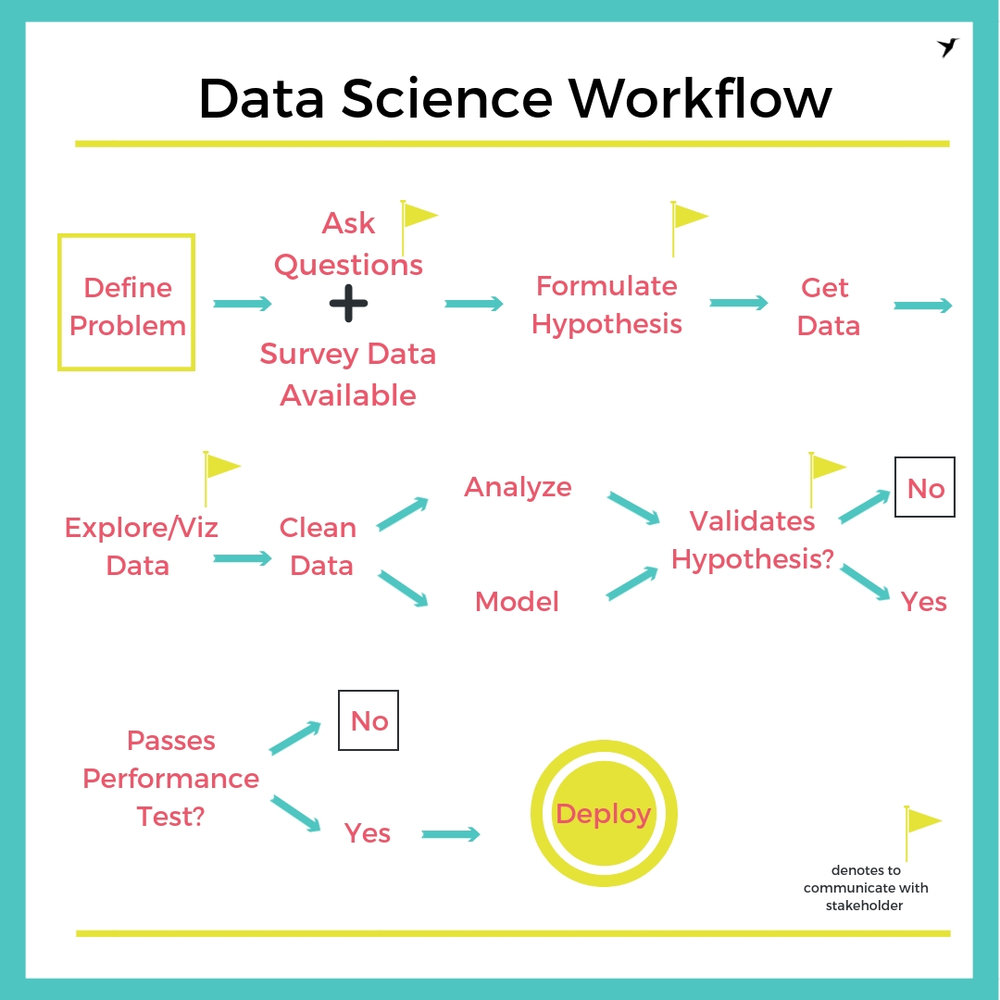 Data Science Workflow
Define
Problem
Ask
Questions
+
Survey Data
Available
Formulate
Hypothesis
Get
Data
Explore/Viz
Data
Clean
Data
Analyze
Model
Validates
Hypothesis?
No
Yes
Passes
Performance
Test?
No
Yes
Deploy
denotes to
communicate with
stakeholder